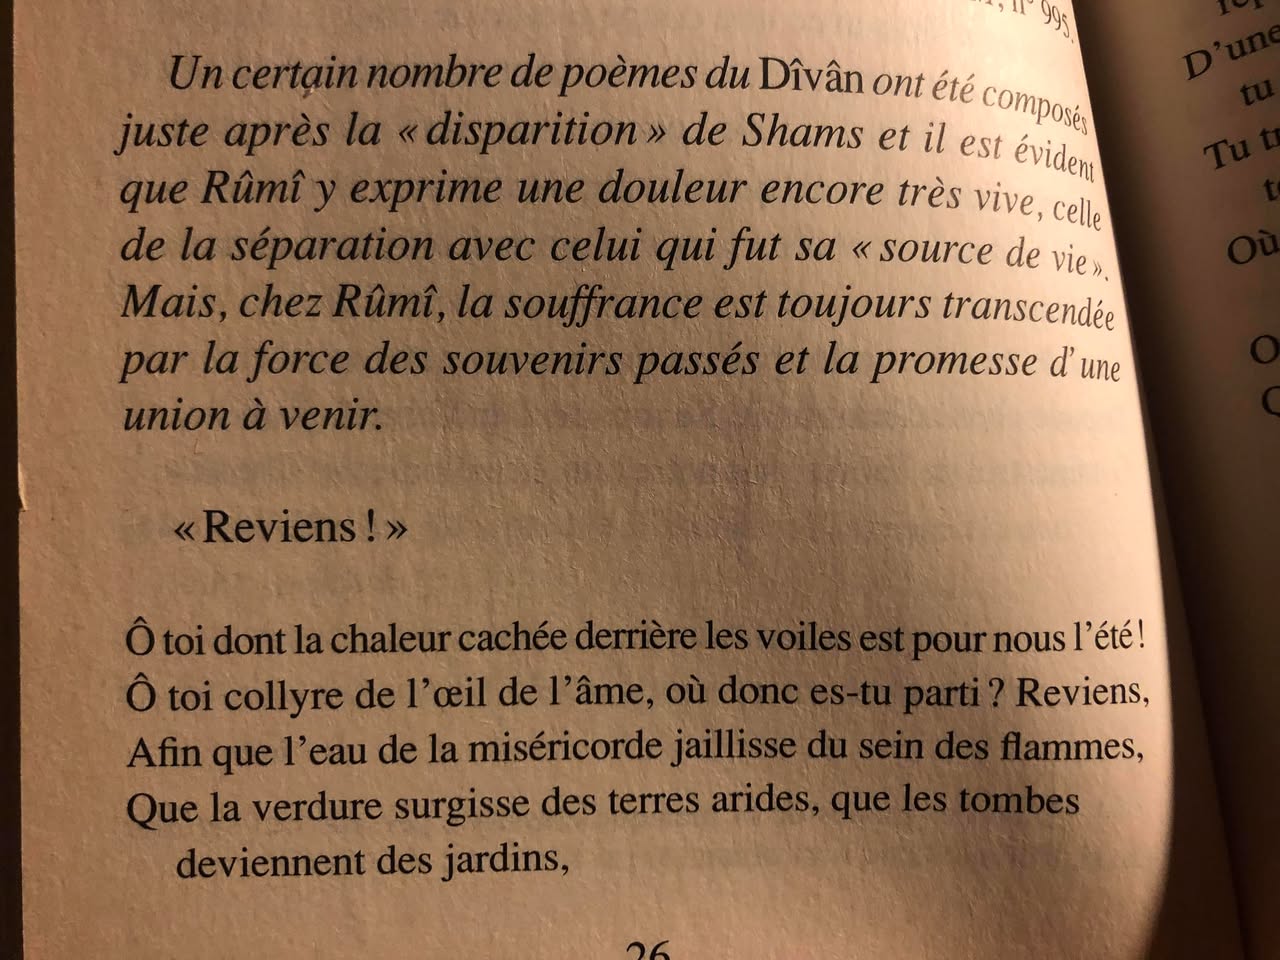 n° 995.
Un certain nombre de poèmes du Dîvân ont été composés
juste après la « disparition » de Shams et il est évident
que Rûmî y exprime une douleur encore très vive, celle
de la séparation avec celui qui fut sa « source de vie ».
Mais, chez Rûmî, la souffrance est toujours transcendée
par la force des souvenirs passés et la promesse d'une
union à venir.
« Reviens ! »
Ô toi dont la chaleur cachée derrière les voiles est pour nous l'été !
Ô toi collyre de l'œil de l'âme, où donc es-tu parti ? Reviens,
Afin que l'eau de la miséricorde jaillisse du sein des flammes,
Que la verdure surgisse des terres arides, que les tombes
deviennent des jardins,
26
D'une
tu
Tu
Où